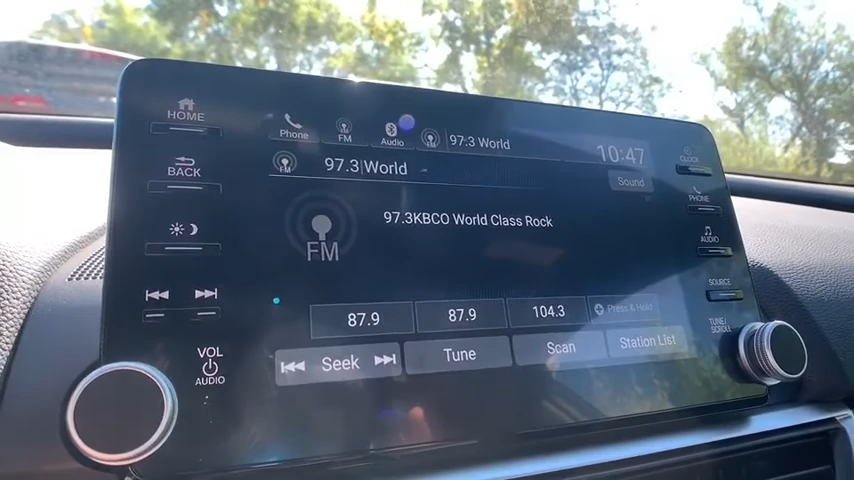 HOME
Phone
FM
Audio
FM
97.3 World
10:47
CLOCK
BACK
FM
97.3|World
Sound
PHONE
97.3KBCO World Class Rock
FM
AUDIO
SOURCE
87.9
87.9
104.3
Press & Hold
TUNE/
SCROLL
VOL
AUDIO
Seek
Tune
Scan
Station List